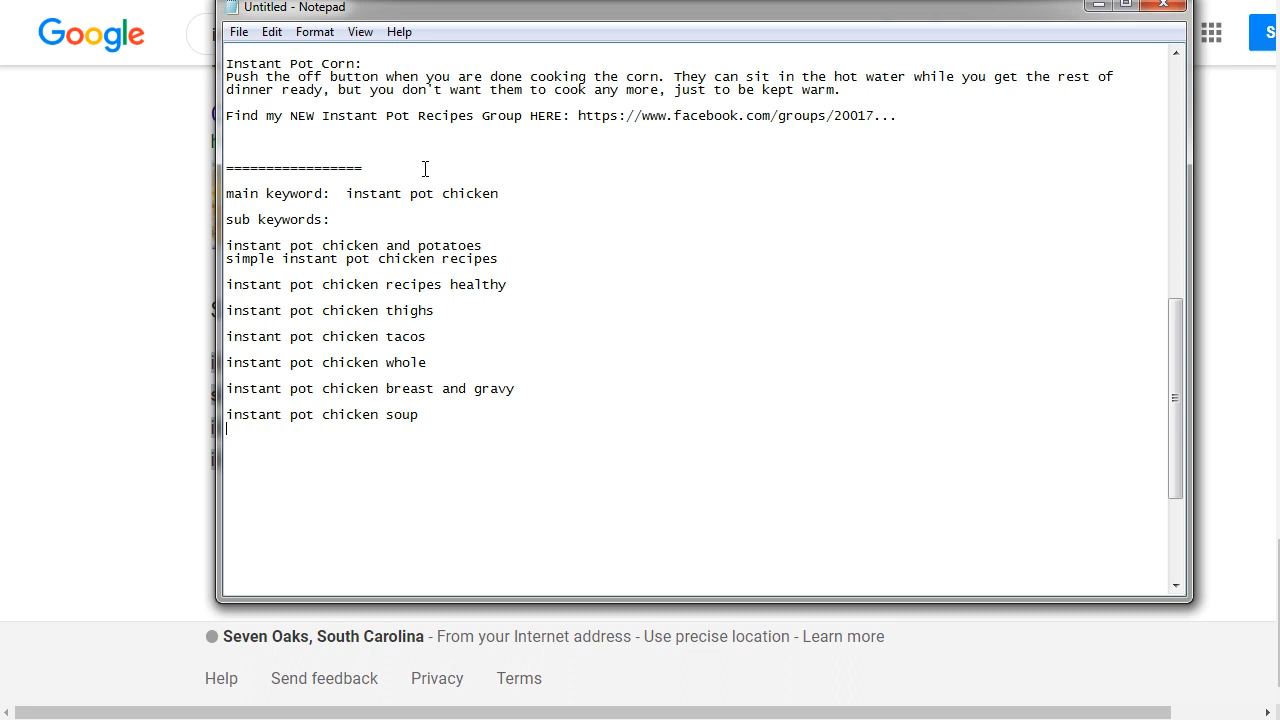 Untitled - Notepad
Google
File Edit Format View Help
Instant Pot Corn:
Push the off button when you are done cooking the corn. They can sit in the hot water while you get the rest of
dinner ready, but you don't want them to cook any more, just to be kept warm.
Find my NEW Instant Pot Recipes Group HERE: https://www.facebook.com/groups/20017...
=================
main keyword:  instant pot chicken
sub keywords:
instant pot chicken and potatoes
simple instant pot chicken recipes
instant pot chicken recipes healthy
instant pot chicken thighs
instant pot chicken tacos
instant pot chicken whole
instant pot chicken breast and gravy
instant pot chicken soup
Seven Oaks, South Carolina - From your Internet address - Use precise location - Learn more
Help Send feedback Privacy Terms